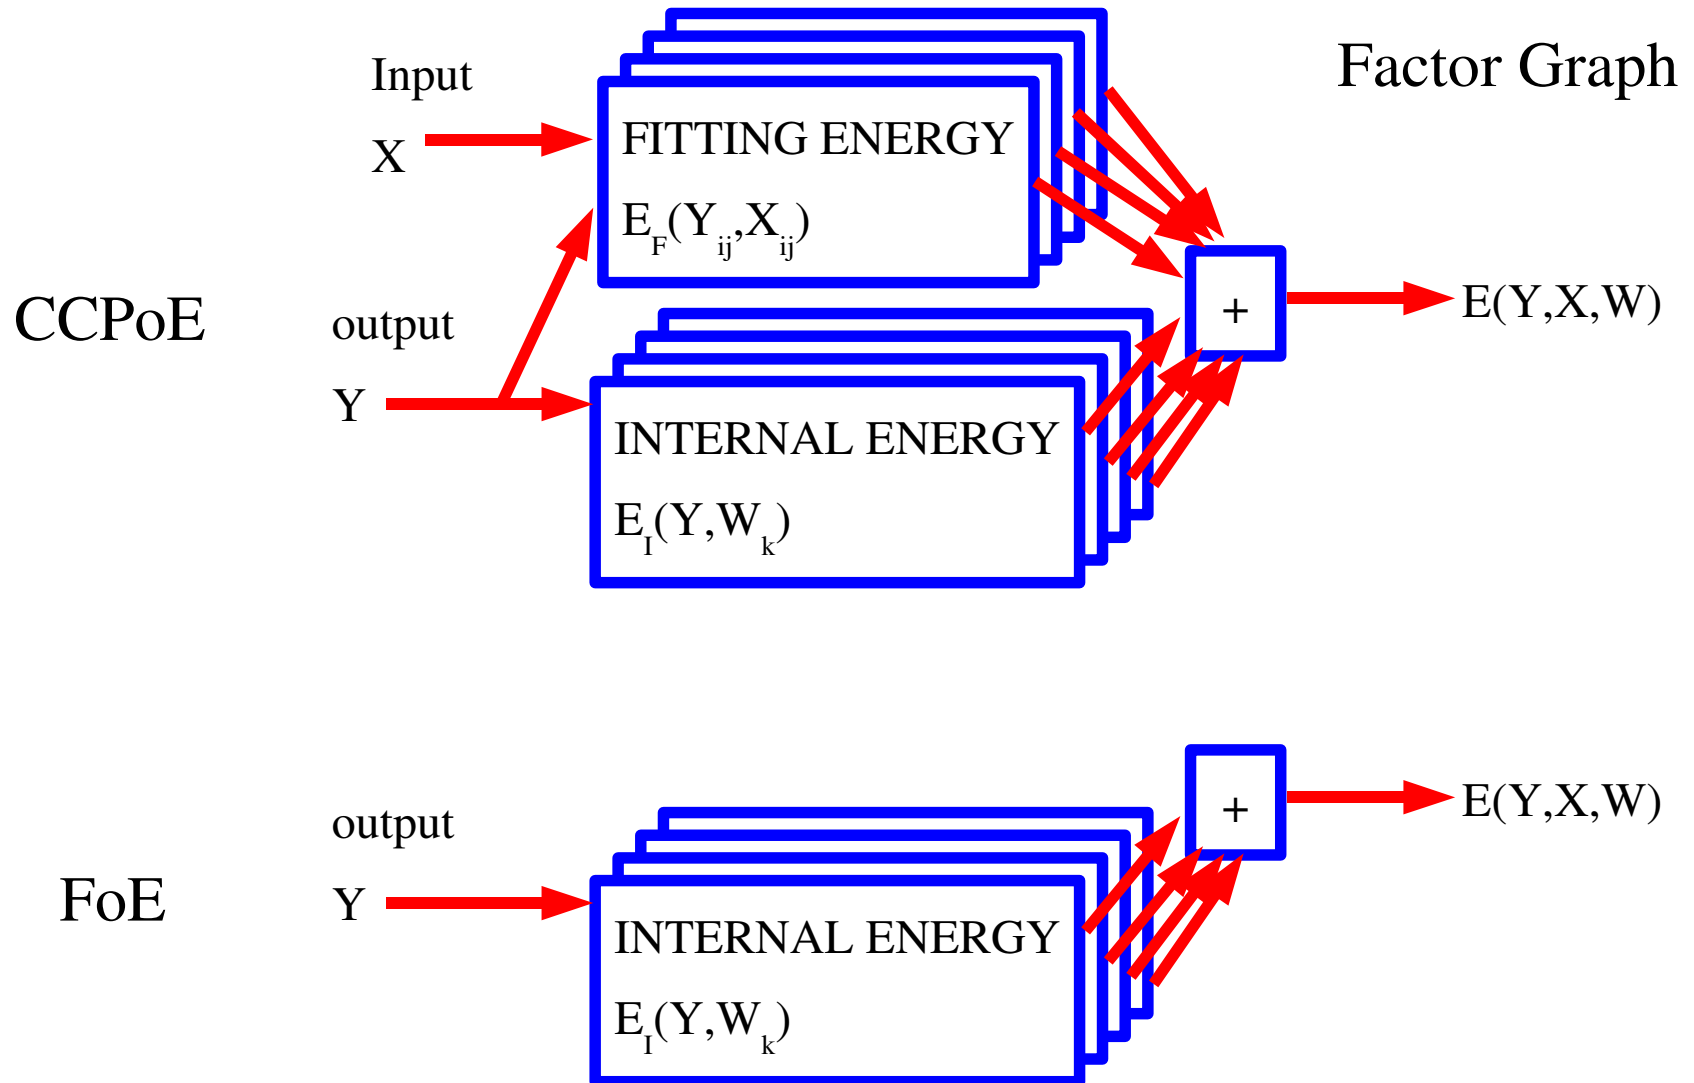 Factor Graph
Input
X
FITTING ENERGY
E_F(Y_ij,X_ij)
CCPoE
output
Y
INTERNAL ENERGY
E_I(Y,W_k)
+
E(Y,X,W)
FoE
output
Y
INTERNAL ENERGY
E_I(Y,W_k)
+
E(Y,X,W)